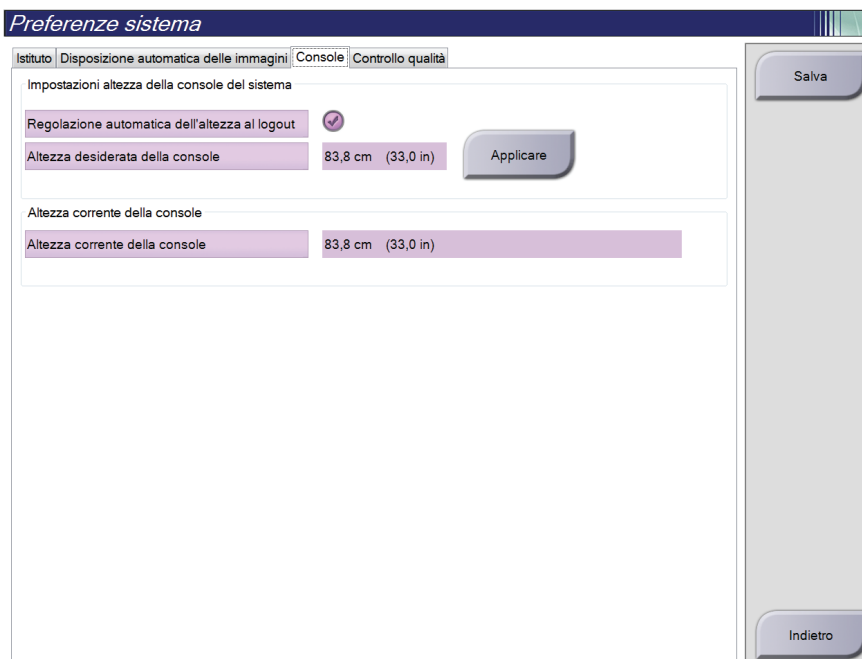 Preferenze sistema
Istituto Disposizione automatica delle immagini Console Controllo qualità
Salva
Impostazioni altezza della console del sistema
Regolazione automatica dell'altezza al logout
Altezza desiderata della console 83,8 cm (33,0 in) Applicare
Altezza corrente della console
Altezza corrente della console 83,8 cm (33,0 in)
Indietro